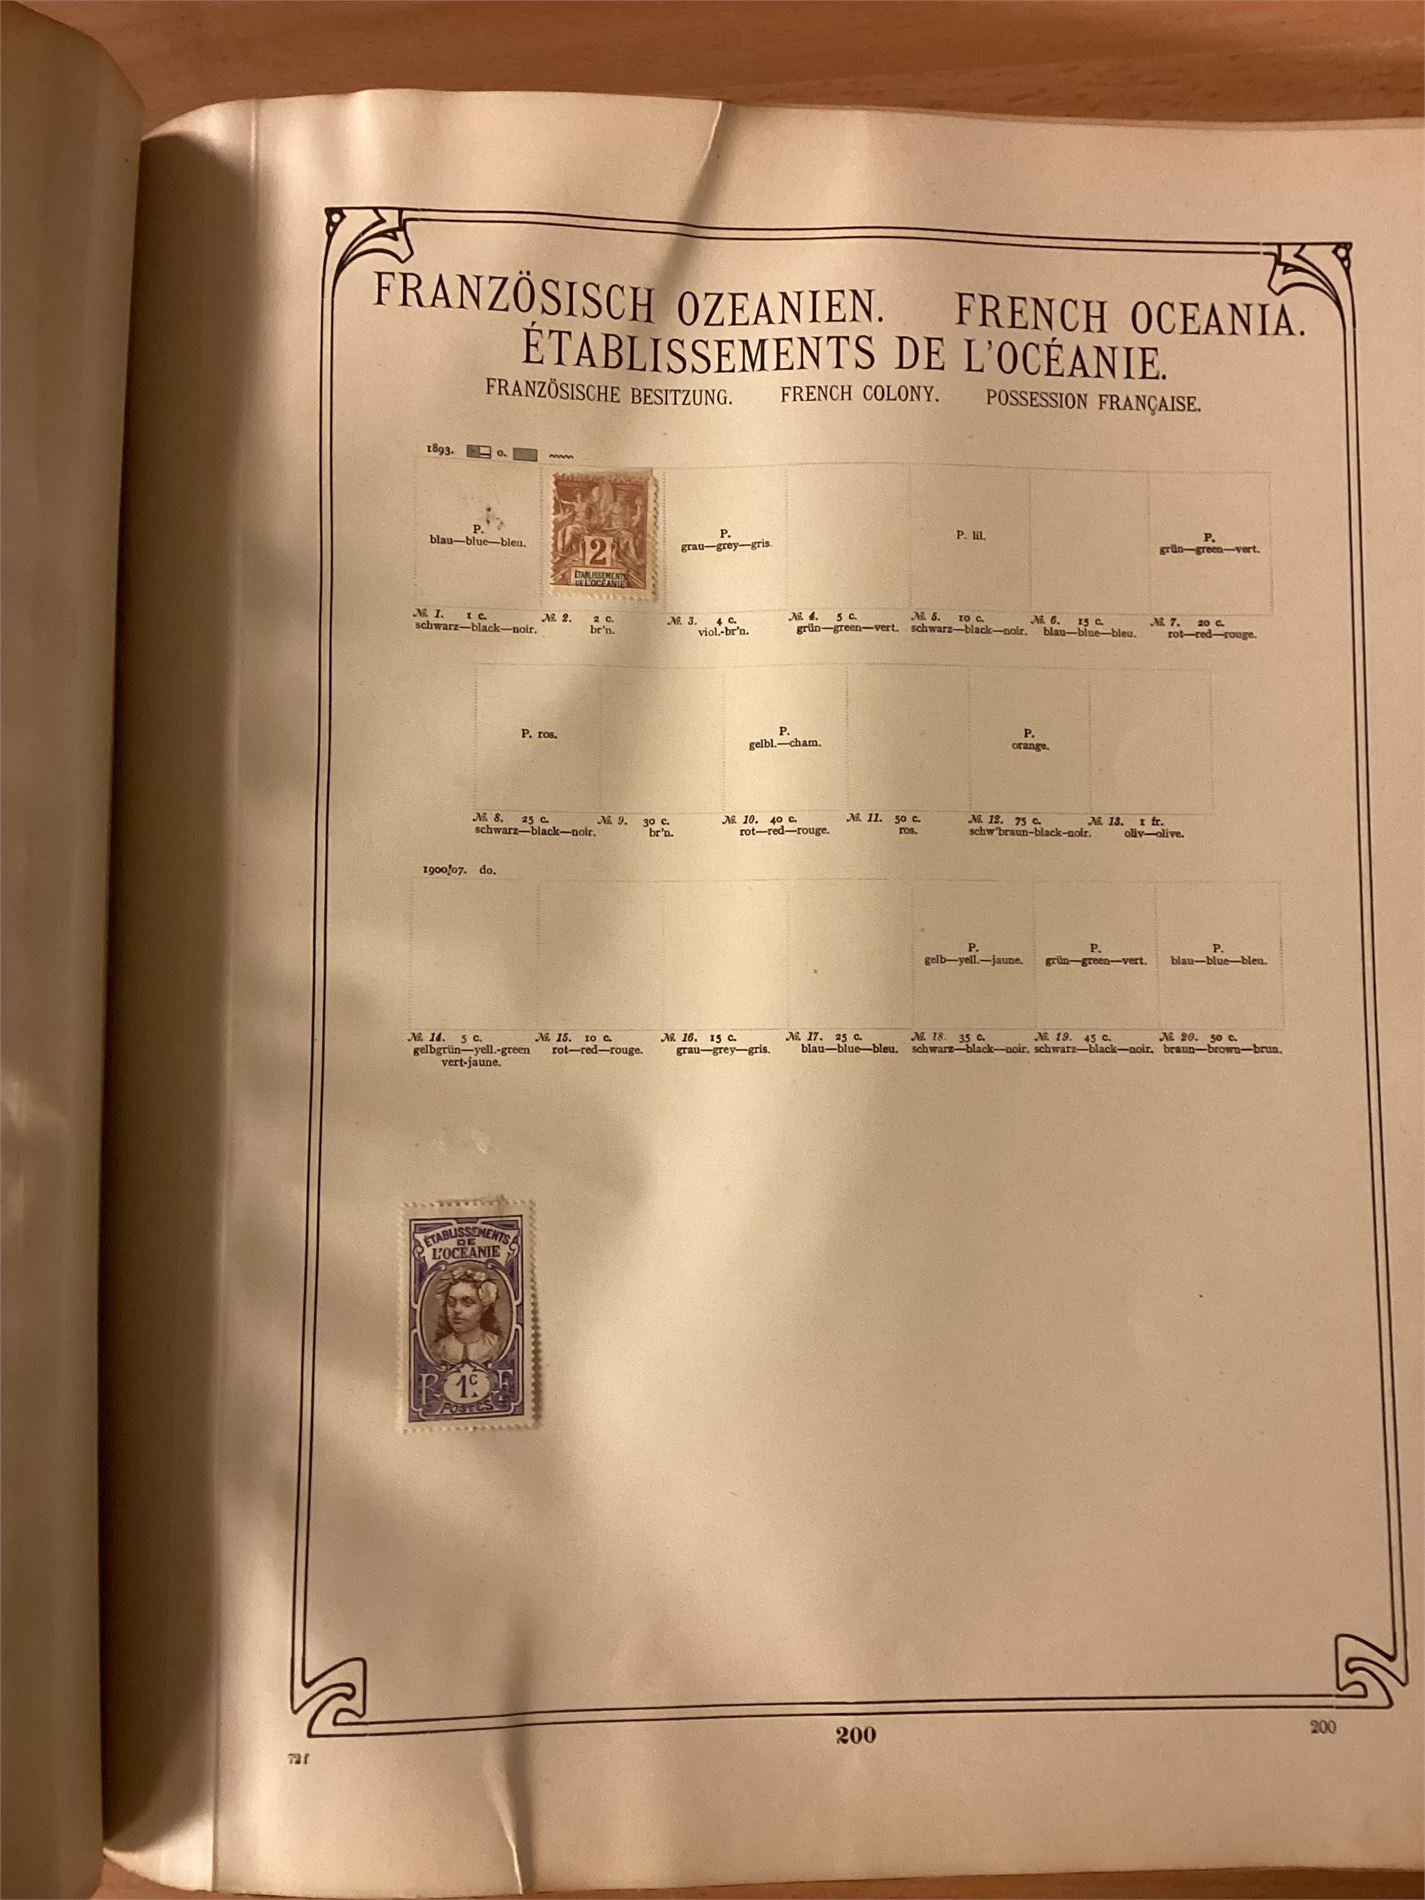 FRANZÖSISCH OZEANIEN. FRENCH OCEANIA.
ÉTABLISSEMENTS DE L'OCÉANIE.
FRANZÖSISCHE BESITZUNG. FRENCH COLONY. POSSESSION FRANÇAISE.
1893. o.
P. P. P. lil. P.
blau—blue—bleu. grau—grey—gris. grün—green—vert.
2
ÉTABLISSEMENTS
DE L'OCÉANIE
№. 1. 1 c. №. 2. 2 c. №. 3. 4 c. №. 4. 5 c. №. 5. 10 c. №. 6. 15 c. №. 7. 20 c.
schwarz—black—noir. br'n. viol.-br'n. grün—green—vert. schwarz—black—noir. blau—blue—bleu. rot—red—rouge.
P. ros. P. P.
gelbl.—cham. orange.
№. 8. 25 c. №. 9. 30 c. №. 10. 40 c. №. 11. 50 c. №. 12. 75 c. №. 13. 1 fr.
schwarz—black—noir. br'n. rot—red—rouge. ros. schw'braun-black-noir. oliv—olive.
1900/07. do.
P. P. P.
gelb—yell.—jaune. grün—green—vert. blau—blue—bleu.
№. 14. 5 c. №. 15. 10 c. №. 16. 15 c. №. 17. 25 c. №. 18. 35 c. №. 19. 45 c. №. 20. 50 c.
gelbgrün—yell.-green rot—red—rouge. grau—grey—gris. blau—blue—bleu. schwarz—black—noir. schwarz—black—noir. braun—brown—brun.
vert-jaune.
ÉTABLISSEMENTS
DE
L'OCÉANIE
R 1c F
POSTES
200 200
72 f